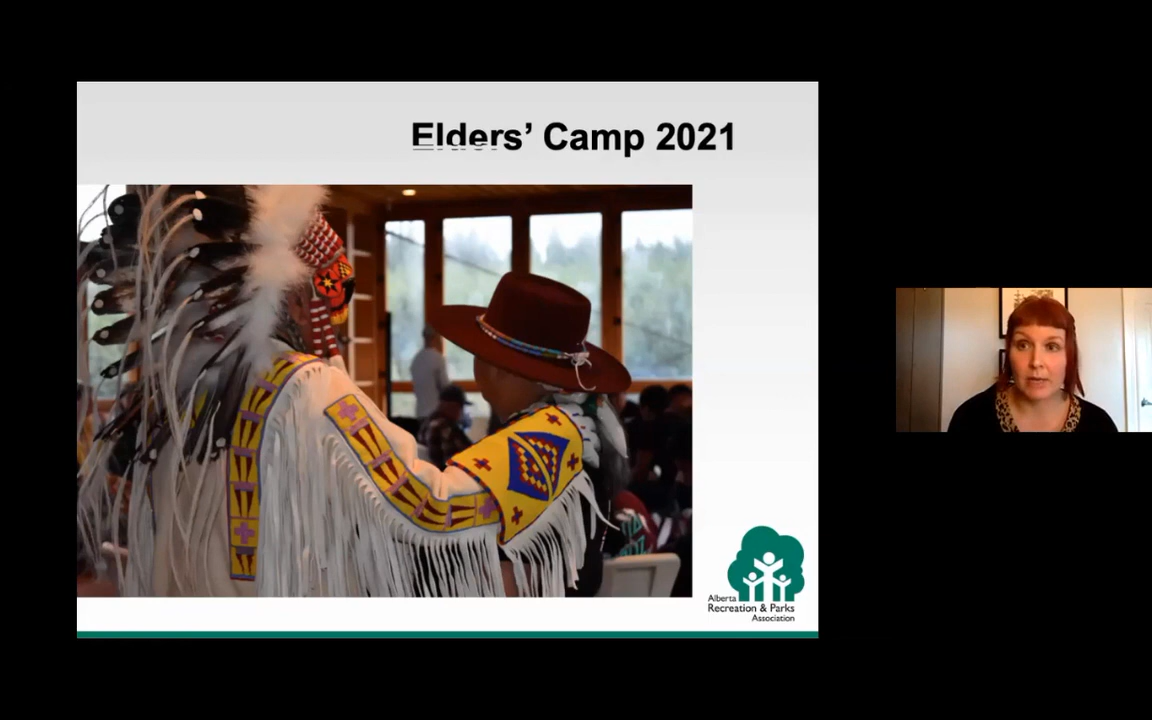 Elders’ Camp 2021
Alberta
Recreation & Parks
Association